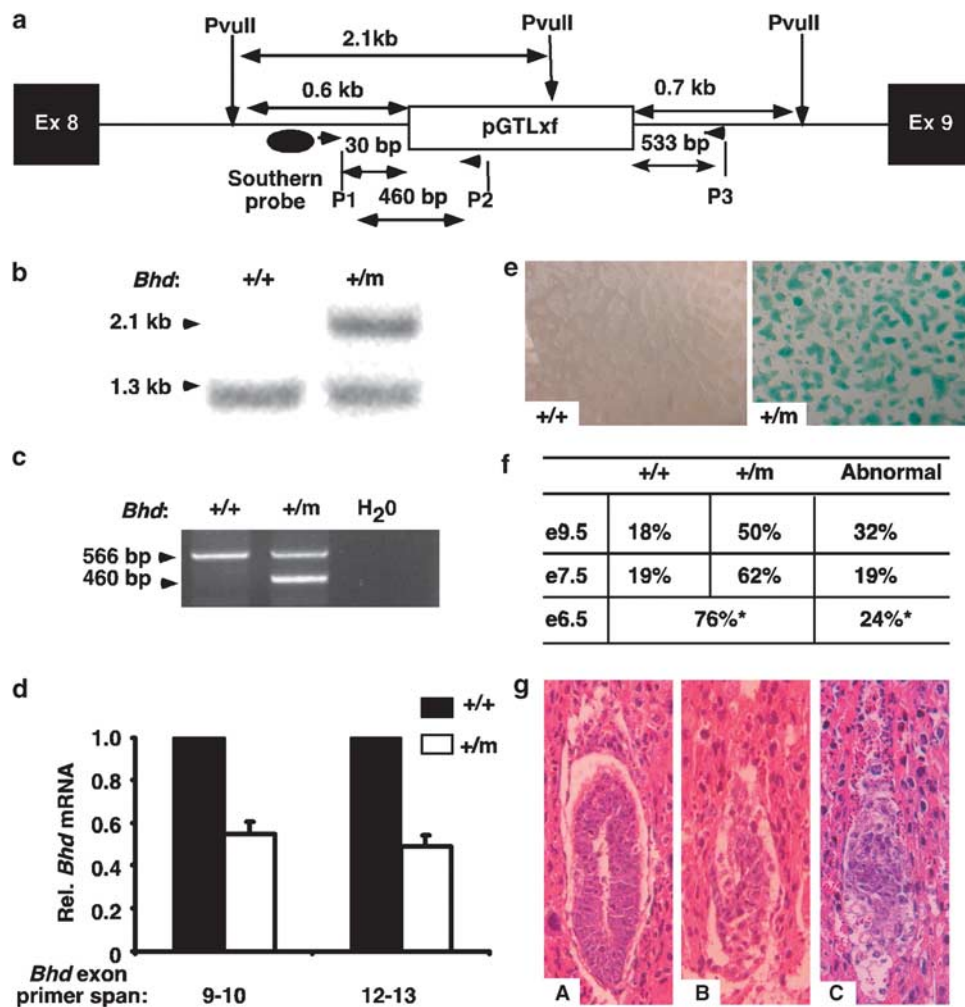 a
PvuII PvuII PvuII
2.1kb
0.6 kb 0.7 kb
Ex 8 pGTLxf Ex 9
30 bp 533 bp
Southern probe
P1 P2 P3
460 bp
b
Bhd: +/+ +/m
2.1 kb
1.3 kb
c
Bhd: +/+ +/m H20
566 bp
460 bp
d
+/+
+/m
Rel. Bhd mRNA
1.0
0.8
0.6
0.4
0.2
0
Bhd exon
primer span: 9-10 12-13
e
+/+ +/m
f
+/+ +/m Abnormal
e9.5 18% 50% 32%
e7.5 19% 62% 19%
e6.5 76%* 24%*
g
A B C